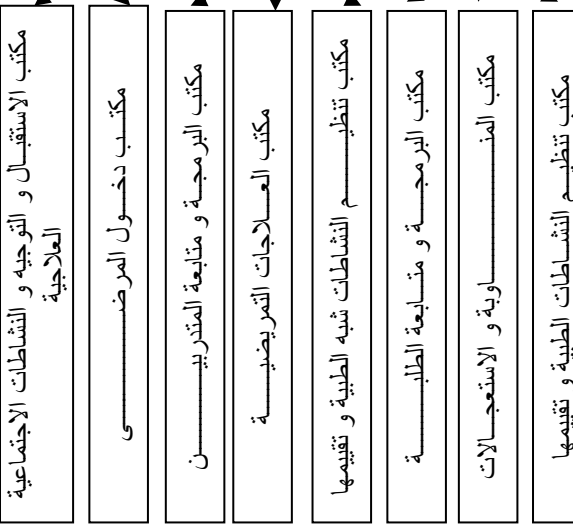 مكتب تنظيم النشاطات الطبية و تقييمها
مكتب المناوبة و الاستعجالات
مكتب البرمجة و متابعة الطلبة
مكتب تنظيم النشاطات شبه الطبية و تقييمها
مكتب العلاجات التمريضية
مكتب البرمجة و متابعة المتدربين
مكتب دخول المرضى
مكتب الاستقبال و التوجيه و النشاطات الاجتماعية
العلاجية